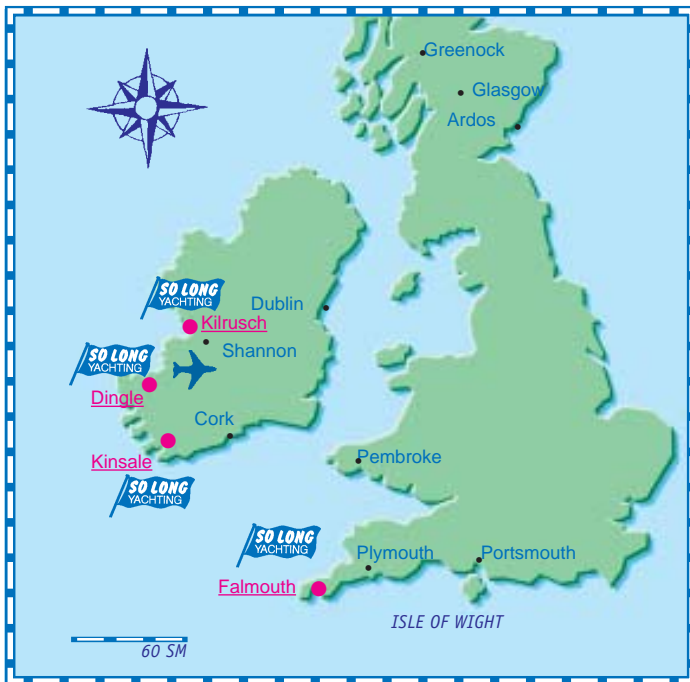 Greenock
Glasgow
Ardos
SO LONG
YACHTING
Dublin
Kilrusch
Shannon
SO LONG
YACHTING
Dingle
Cork
Kinsale
Pembroke
SO LONG
YACHTING
SO LONG
YACHTING
Plymouth
Portsmouth
Falmouth
ISLE OF WIGHT
60 SM